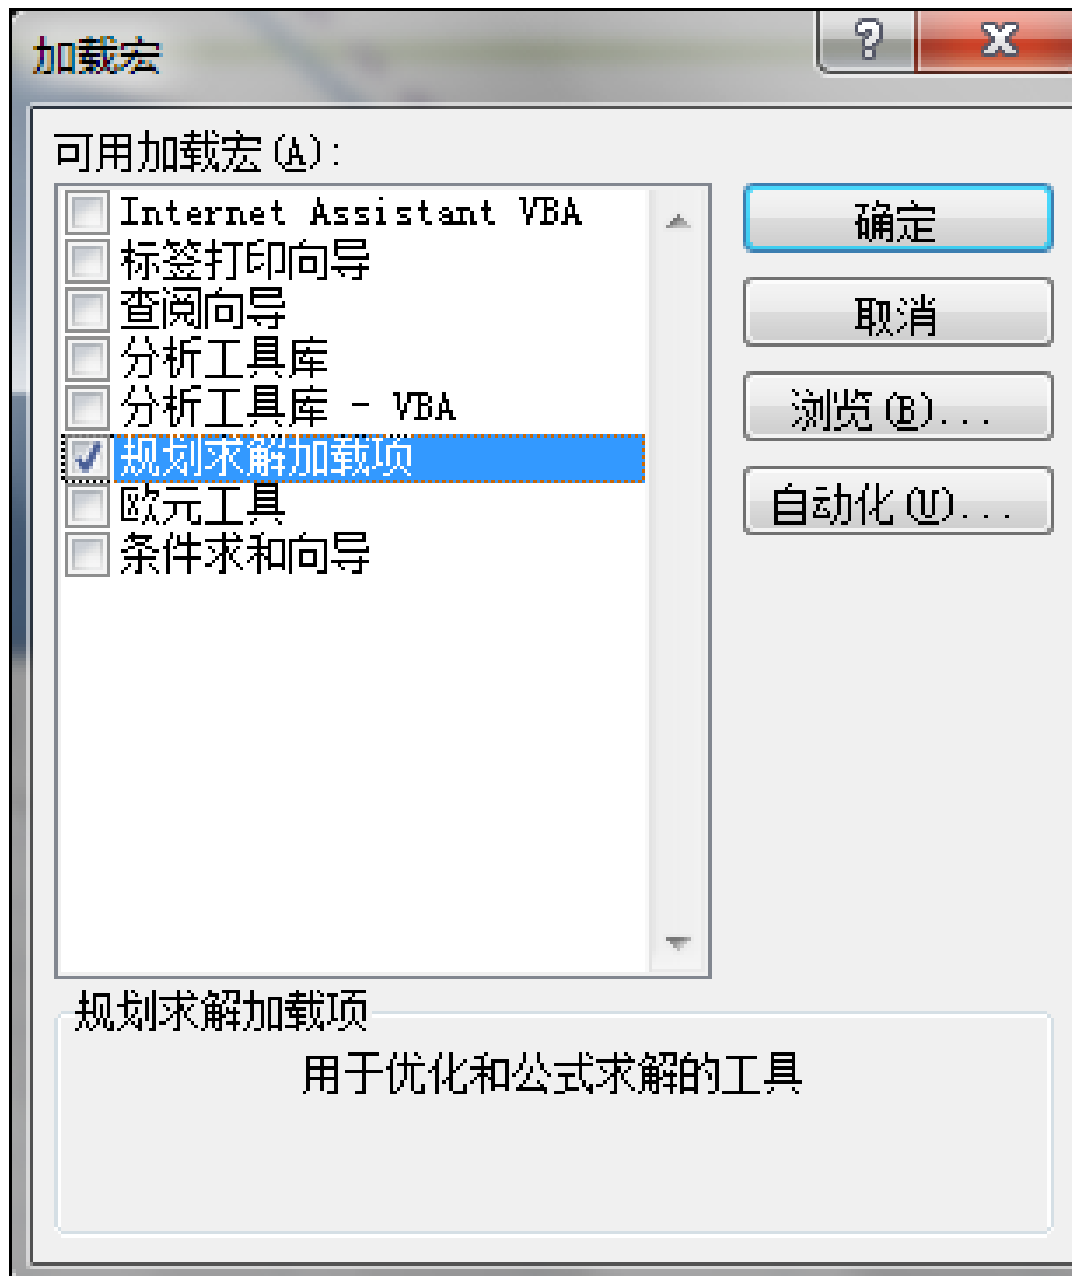 加载宏
可用加载宏(A):
Internet Assistant VBA
标签打印向导
查阅向导
分析工具库
分析工具库 - VBA
规划求解加载项
欧元工具
条件求和向导
确定
取消
浏览(B)...
自动化(U)...
规划求解加载项
用于优化和公式求解的工具